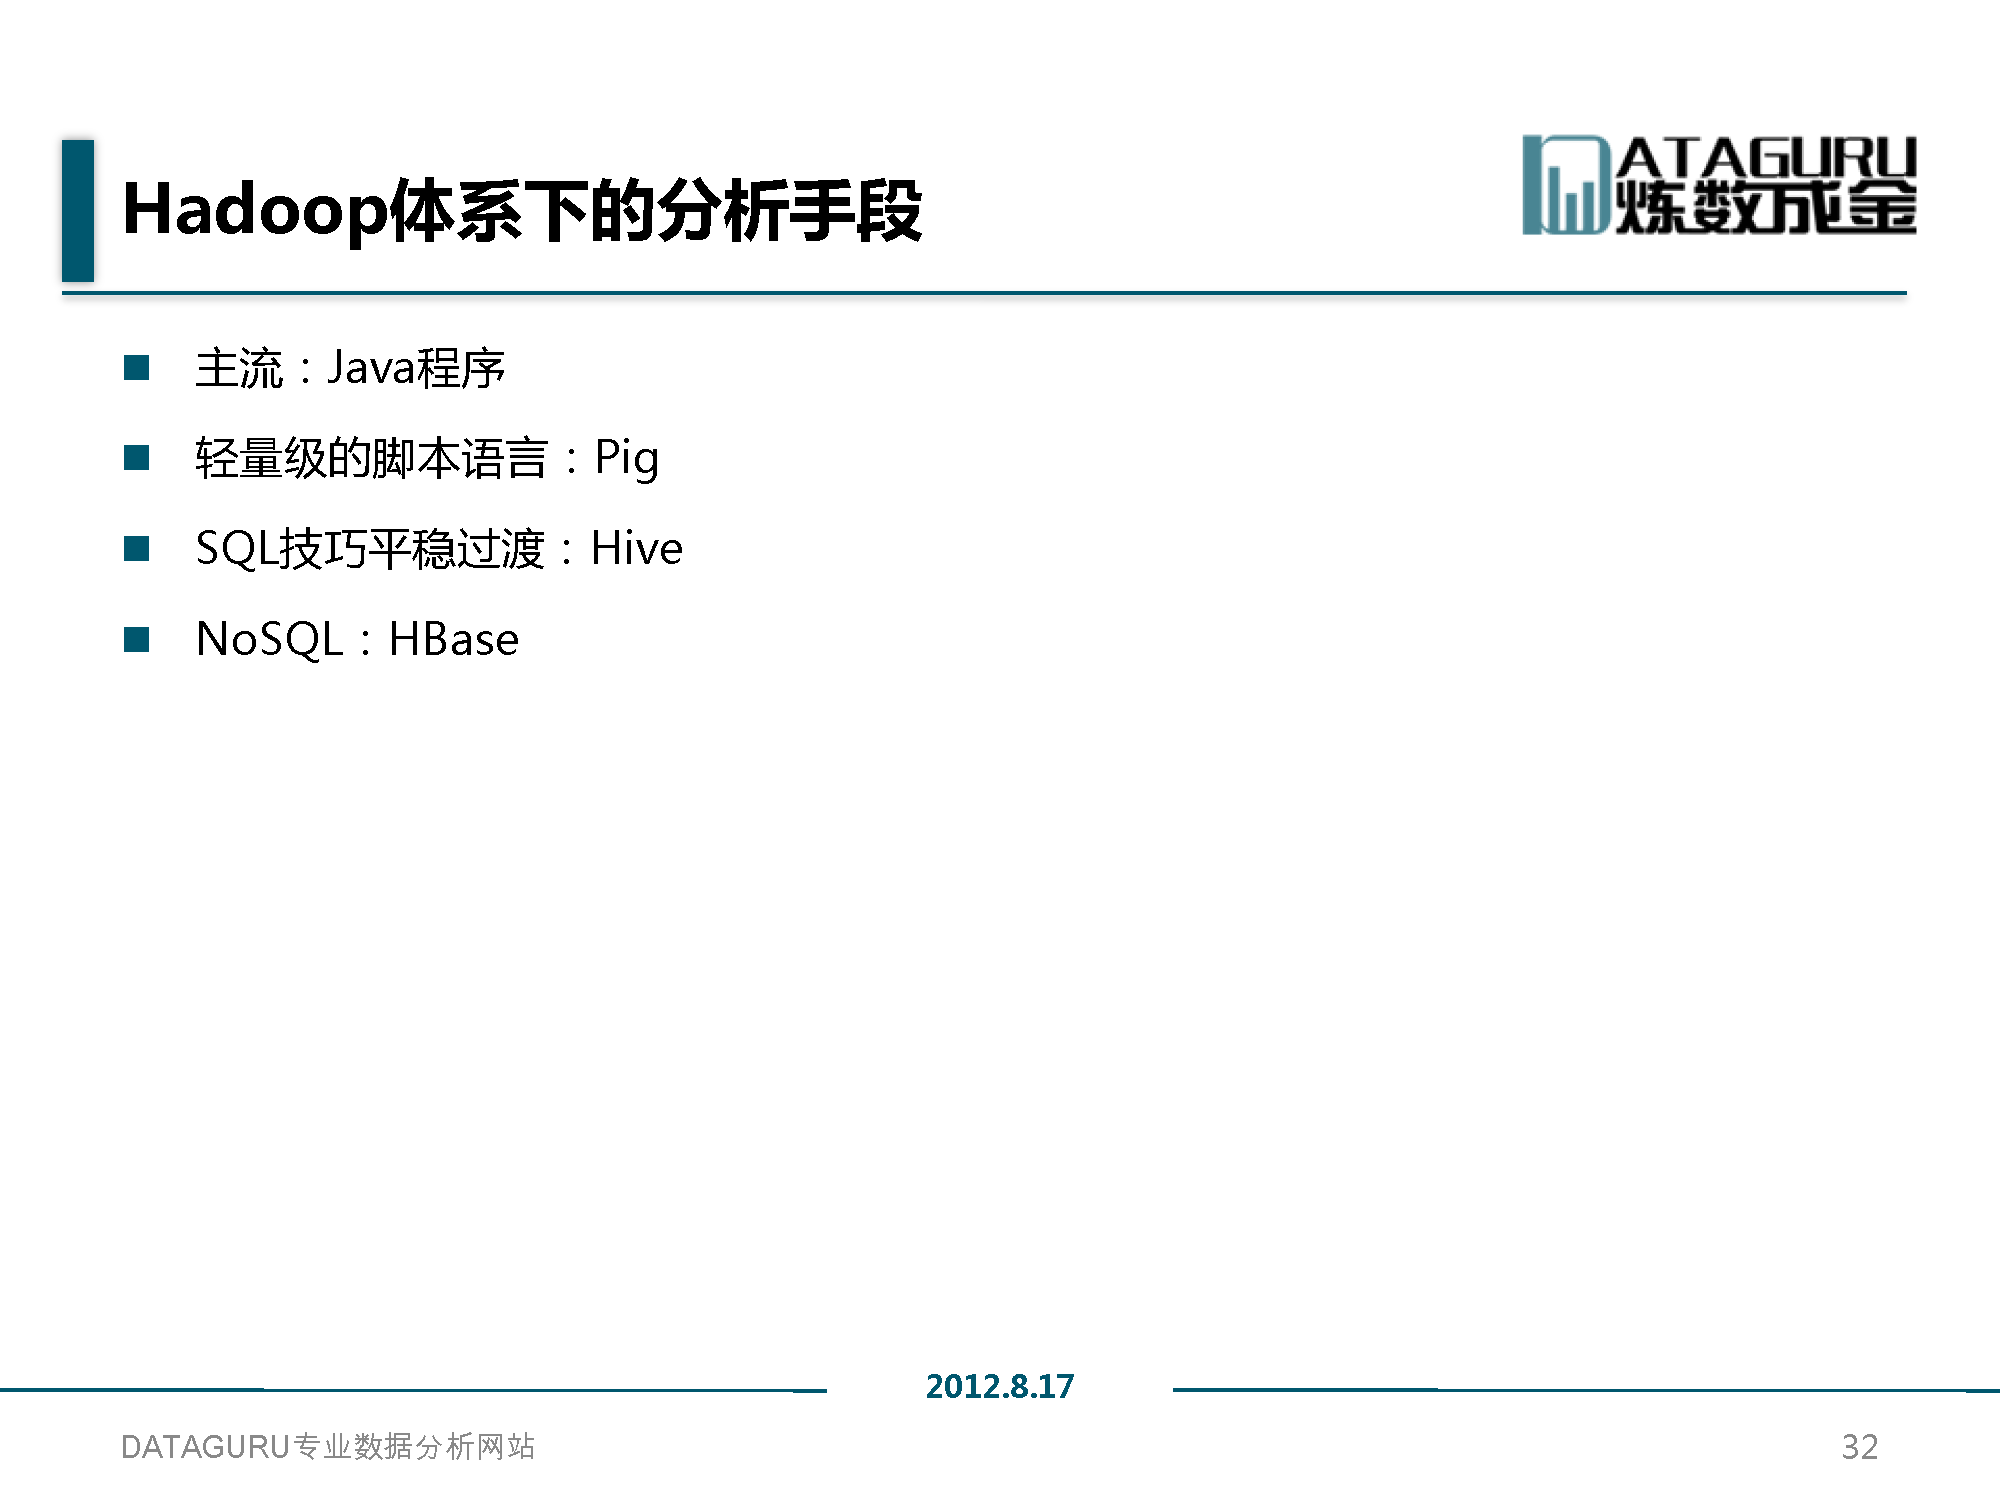 Hadoop体系下的分析手段
DATAGURU
炼数成金
主流：Java程序
轻量级的脚本语言：Pig
SQL技巧平稳过渡：Hive
NoSQL：HBase
2012.8.17
DATAGURU专业数据分析网站
32